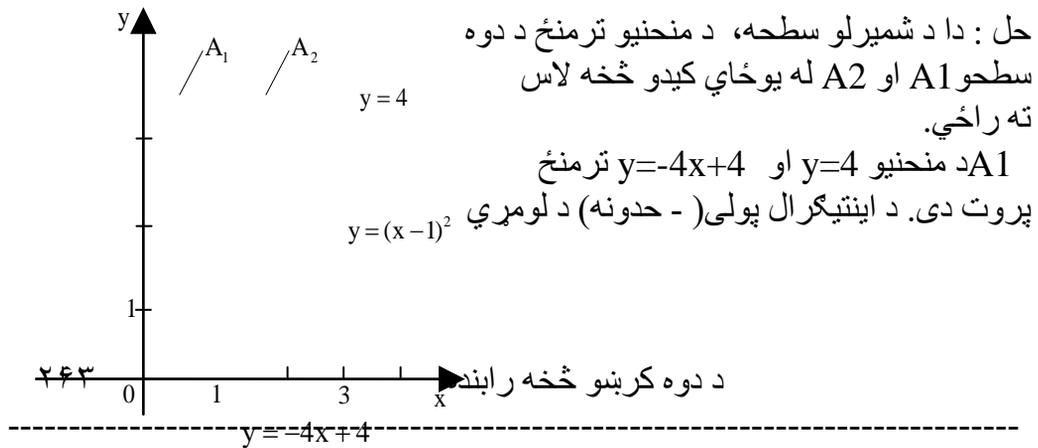 حل : دا د شمیرلو سطحه، د منحنیو ترمنځ د دوه
سطحو A1 او A2 له یوځاي کیدو څخه لاس
ته راځي.
A1د منحنیو y=4 او y=-4x+4 ترمنځ
پروت دی. د اینتیګرال پولی( - حدونه) د لومړي
د دوه کرښو څخه رابند
y
A₁
A₂
y = 4
y = (x – 1)²
1
0
1
3
x
y = –4x + 4
۲۶۳